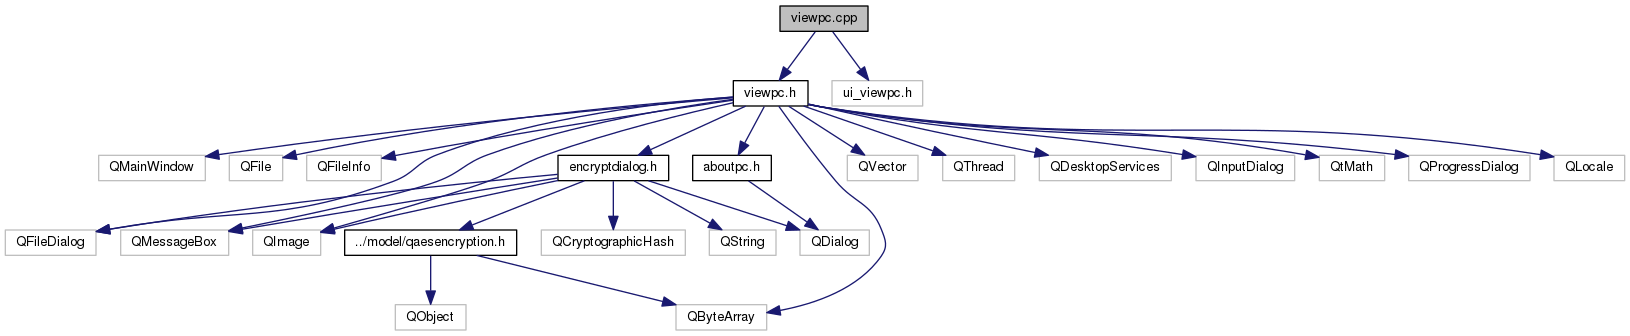 viewpc.cpp
viewpc.h
ui_viewpc.h
QMainWindow
QFile
QFileInfo
encryptdialog.h
aboutpc.h
QVector
QThread
QDesktopServices
QInputDialog
QtMath
QProgressDialog
QLocale
QFileDialog
QMessageBox
QImage
../model/qaesencryption.h
QCryptographicHash
QString
QDialog
QObject
QByteArray